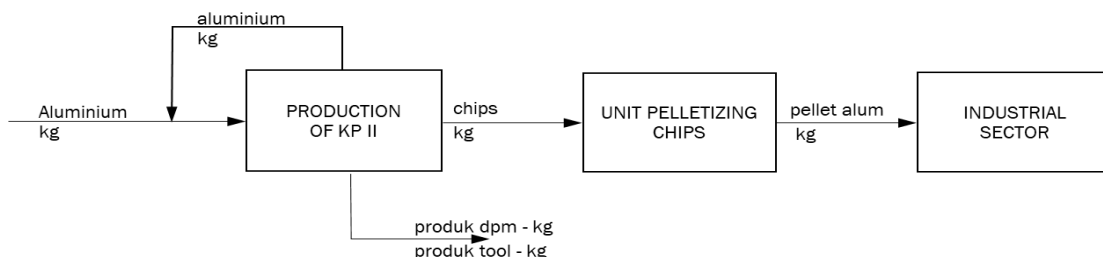 aluminium
kg
Aluminium
kg
PRODUCTION
OF KP II
chips
kg
UNIT PELLETIZING
CHIPS
pellet alum
kg
INDUSTRIAL
SECTOR
produk dpm - kg
produk tool - kg